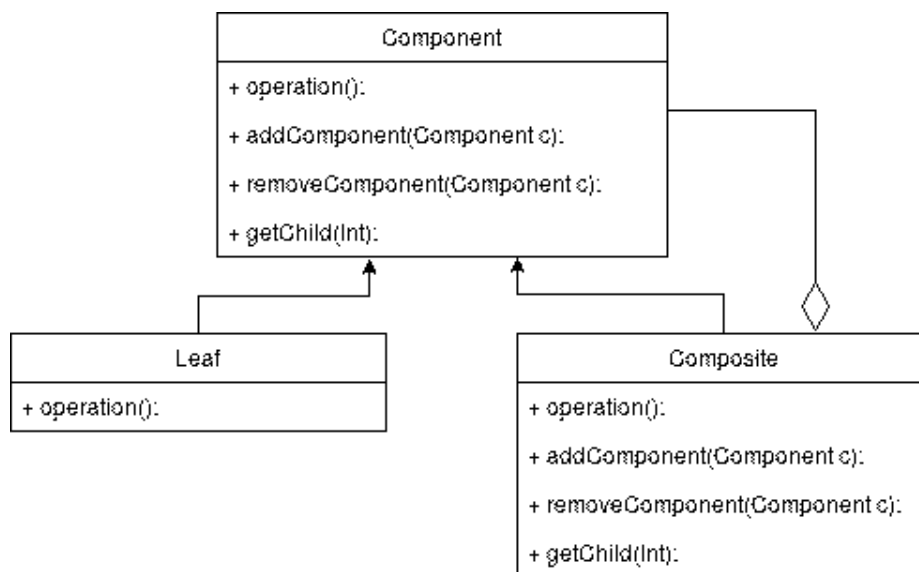 Component
+ operation():
+ addComponent(Component c):
+ removeComponent(Component c):
+ getChild(Int):
Leaf
+ operation():
Composite
+ operation():
+ addComponent(Component c):
+ removeComponent(Component c):
+ getChild(Int):